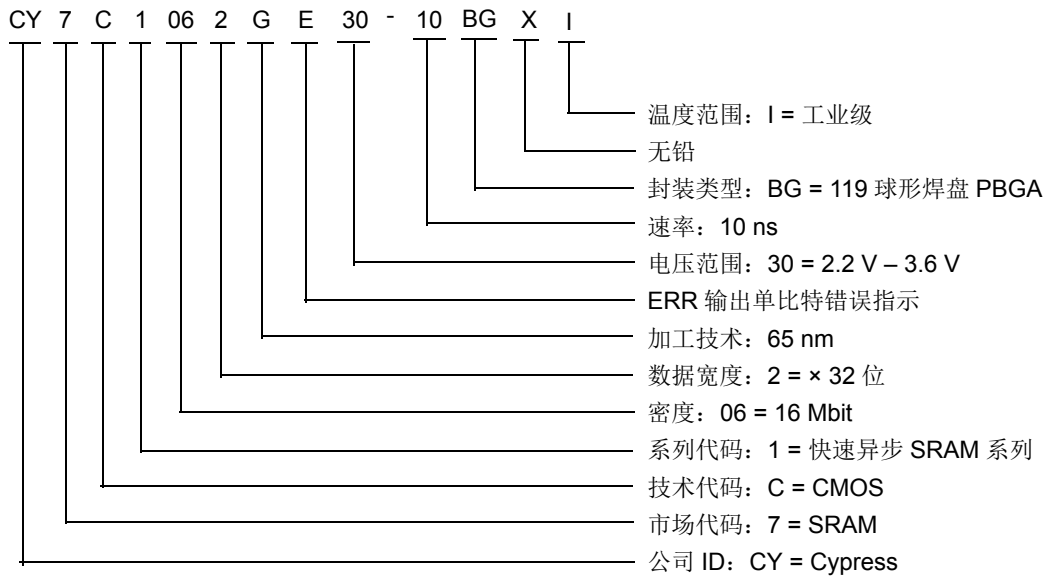 CY 7 C 1 06 2 G E 30 - 10 BG X I
温度范围：I = 工业级
无铅
封装类型：BG = 119 球形焊盘 PBGA
速率：10 ns
电压范围：30 = 2.2 V – 3.6 V
ERR 输出单比特错误指示
加工技术：65 nm
数据宽度：2 = × 32 位
密度：06 = 16 Mbit
系列代码：1 = 快速异步 SRAM 系列
技术代码：C = CMOS
市场代码：7 = SRAM
公司 ID：CY = Cypress